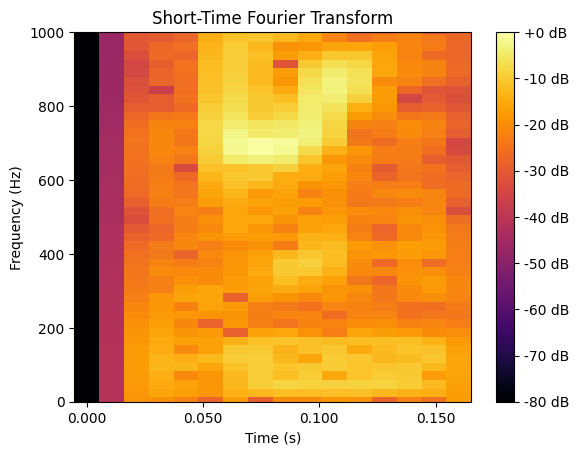 Short-Time Fourier Transform
1000
800
600
400
200
0
Frequency (Hz)
0.000
0.050
0.100
0.150
Time (s)
+0 dB
-10 dB
-20 dB
-30 dB
-40 dB
-50 dB
-60 dB
-70 dB
-80 dB